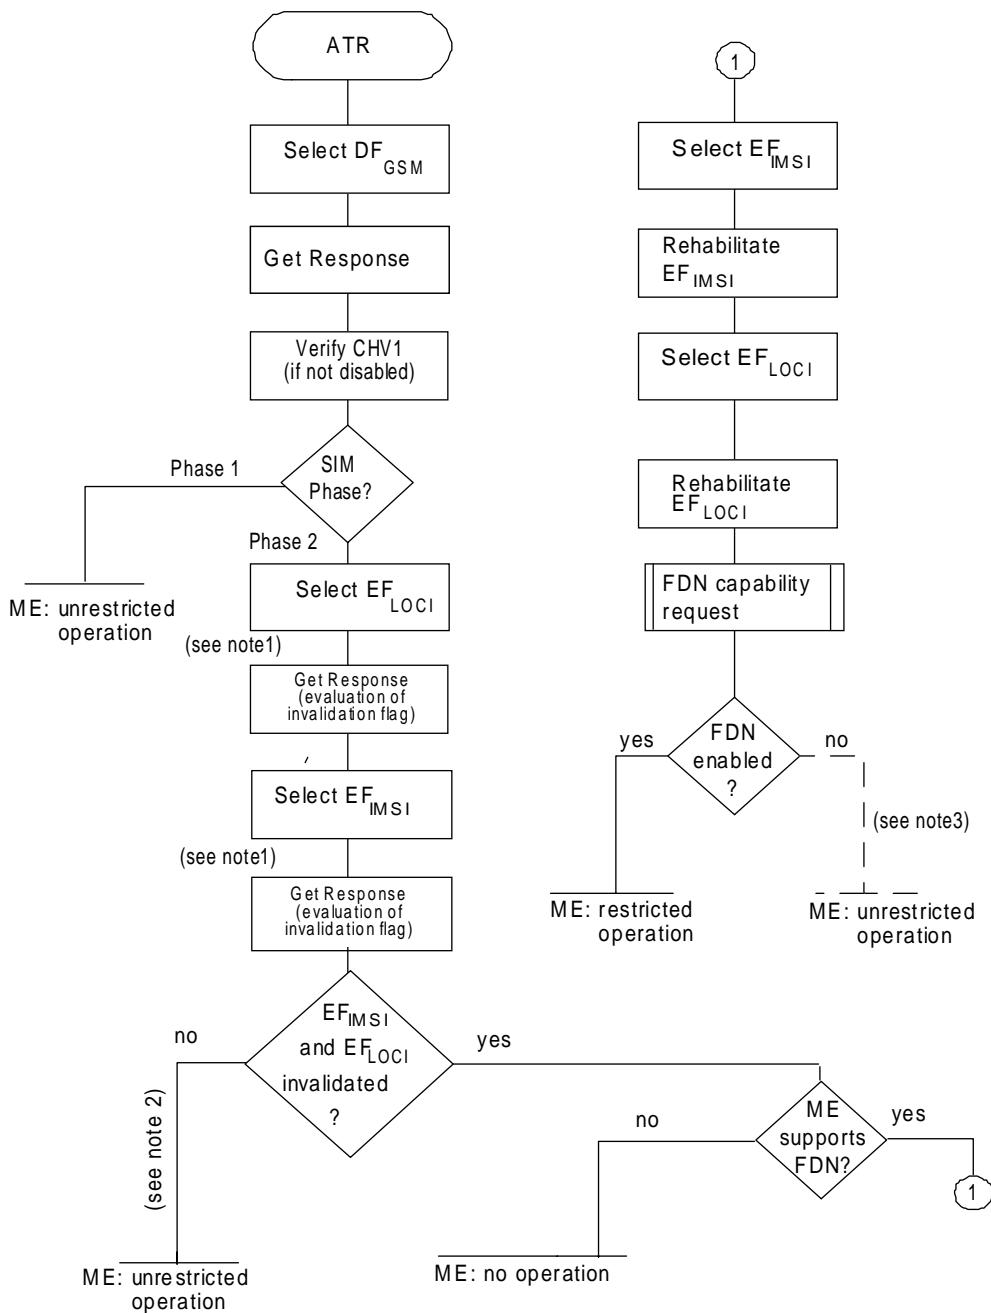 ATR
Select DF GSM
Get Response
Verify CHV1
(if not disabled)
SIM
Phase?
Phase 1
Phase 2
ME: unrestricted
operation
Select EF LOCI
(see note1)
Get Response
(evaluation of
invalidation flag)
Select EF IMSI
(see note1)
Get Response
(evaluation of
invalidation flag)
EF IMSI
and EF LOCI
invalidated
?
no
yes
(see note 2)
ME: unrestricted
operation
ME
supports
FDN?
no
yes
ME: no operation
1
1
Select EF IMSI
Rehabilitate
EF IMSI
Select EF LOCI
Rehabilitate
EF LOCI
FDN capability
request
FDN
enabled
?
yes
no
(see note3)
ME: restricted
operation
ME: unrestricted
operation